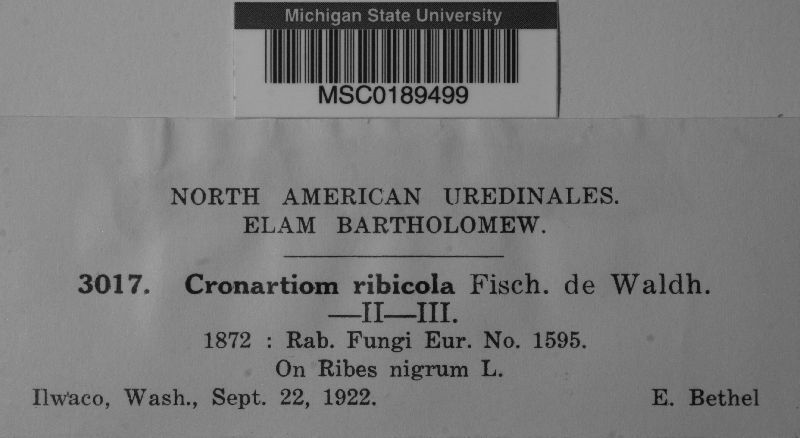 Michigan State University
MSC0189499
NORTH AMERICAN UREDINALES.
ELAM BARTHOLOMEW.
3017. Cronartiom ribicola Fisch. de Waldh.
—II—III.
1872 : Rab. Fungi Eur. No. 1595.
On Ribes nigrum L.
Ilwaco, Wash., Sept. 22, 1922. E. Bethel